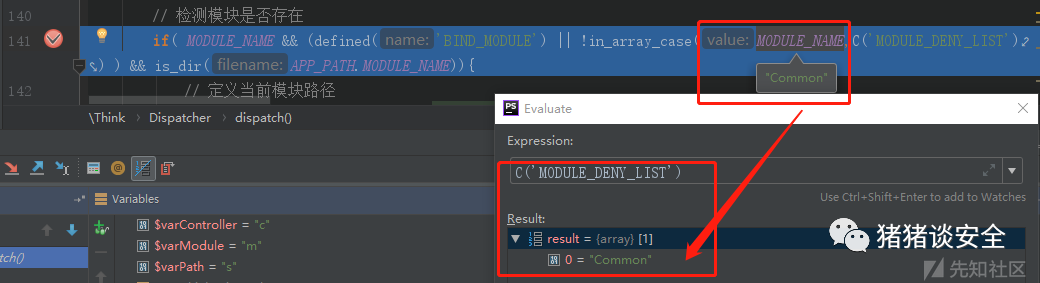 140
// 检测模块是否存在
141
if( MODULE_NAME && (defined( name: 'BIND_MODULE') || !in_array_case( value: MODULE_NAME,C('MODULE_DENY_LIST')
) ) && is_dir( filename: APP_PATH.MODULE_NAME)){
"Common"
142
// 定义当前模块路径
\Think › Dispatcher › dispatch()
PS Evaluate
Expression:
C('MODULE_DENY_LIST')
Use Ctrl+Shift+Enter to add to Watches
Result:
result = {array} [1]
0 = "Common"
Variables
$varController = "c"
$varModule = "m"
$varPath = "s"
tch()
猪猪谈安全
先知社区